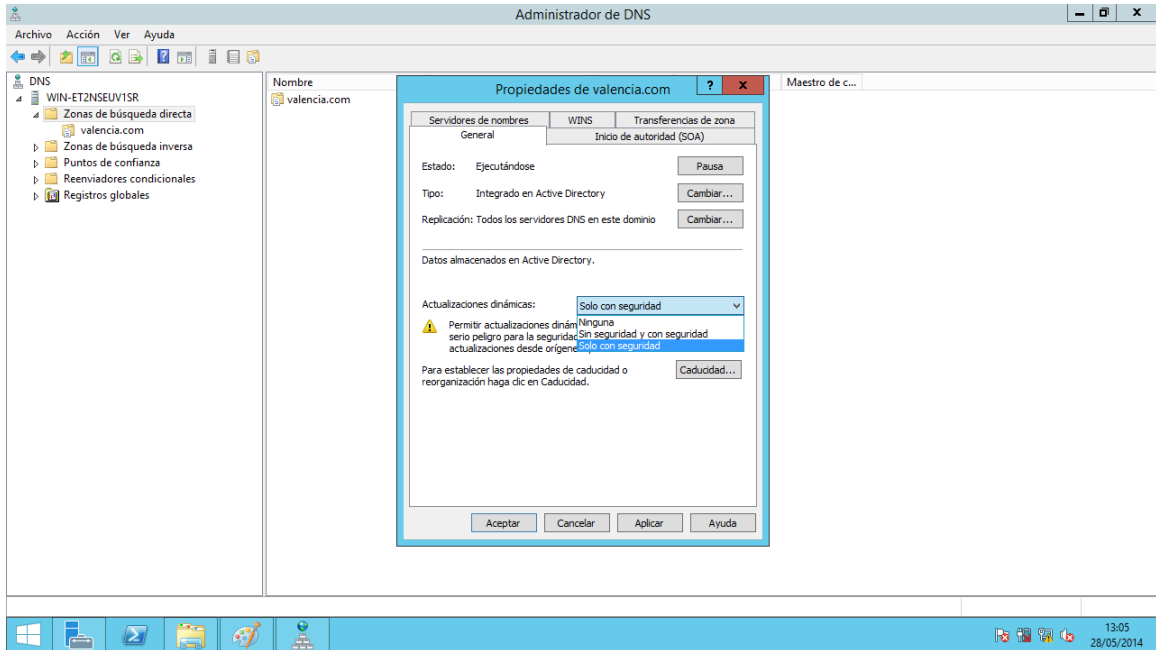 Administrador de DNS
Archivo Acción Ver Ayuda
DNS
WIN-ET2NSEUV1SR
Zonas de búsqueda directa
valencia.com
Zonas de búsqueda inversa
Puntos de confianza
Reenviadores condicionales
Registros globales
Nombre
Maestro de c...
valencia.com
Propiedades de valencia.com
Servidores de nombres WINS Transferencias de zona
General Inicio de autoridad (SOA)
Estado: Ejecutándose Pausa
Tipo: Integrado en Active Directory Cambiar...
Replicación: Todos los servidores DNS en este dominio Cambiar...
Datos almacenados en Active Directory.
Actualizaciones dinámicas: Solo con seguridad
Ninguna
Sin seguridad y con seguridad
Solo con seguridad
Permitir actualizaciones
serio peligro para la
actualizaciones desde
Para establecer las propiedades de caducidad o
reorganización haga clic en Caducidad.
Caducidad...
Aceptar Cancelar Aplicar Ayuda
13:05
28/05/2014